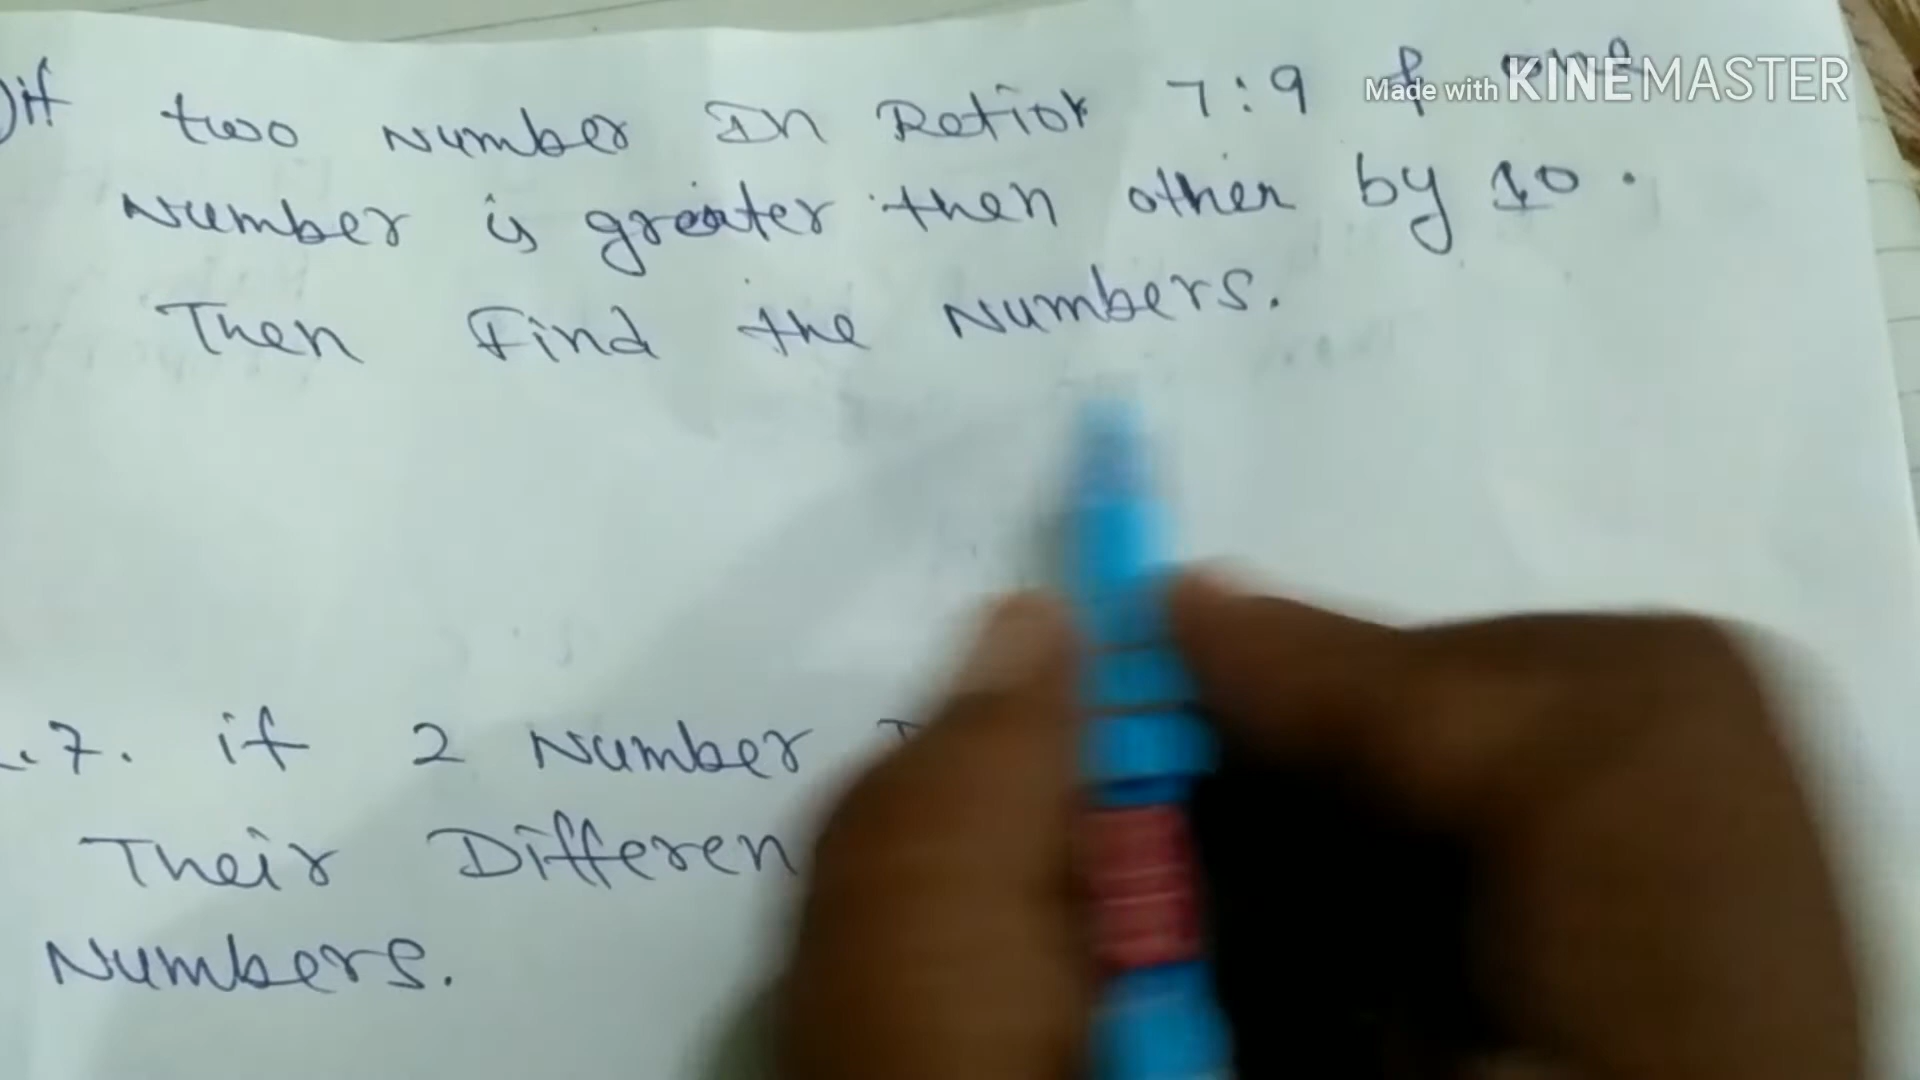 )if two Number In Retior 7:9 & one
Number is greater then other by 10.
Then Find the Numbers.
.7. if 2 Number
Their Differen
Numbers.
Made with KINEMASTER